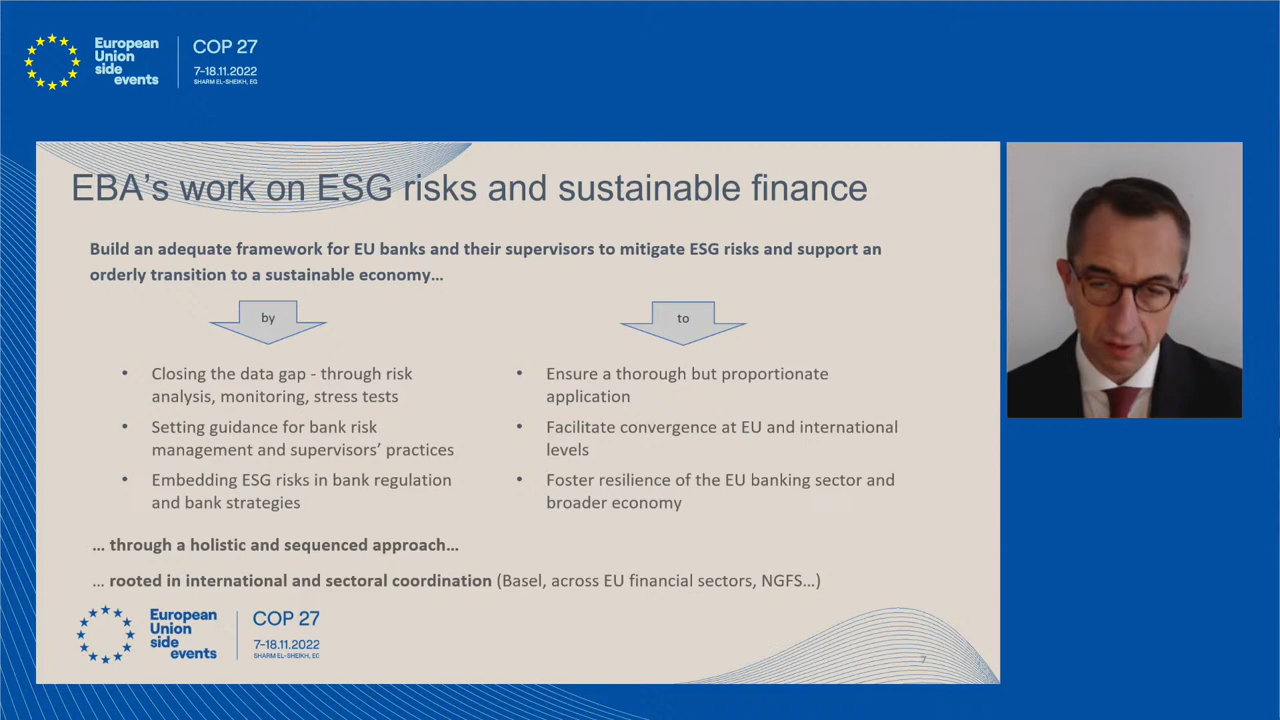 European
Union
side
events
COP 27
7-18.11.2022
SHARM EL-SHEIKH, EG
EBA's work on ESG risks and sustainable finance
Build an adequate framework for EU banks and their supervisors to mitigate ESG risks and support an
orderly transition to a sustainable economy…
by
• Closing the data gap - through risk
analysis, monitoring, stress tests
• Setting guidance for bank risk
management and supervisors' practices
• Embedding ESG risks in bank regulation
and bank strategies
to
• Ensure a thorough but proportionate
application
• Facilitate convergence at EU and international
levels
• Foster resilience of the EU banking sector and
broader economy
… through a holistic and sequenced approach…
… rooted in international and sectoral coordination (Basel, across EU financial sectors, NGFS…)
European
Union
side
events
COP 27
7-18.11.2022
SHARM EL-SHEIKH, EG
7